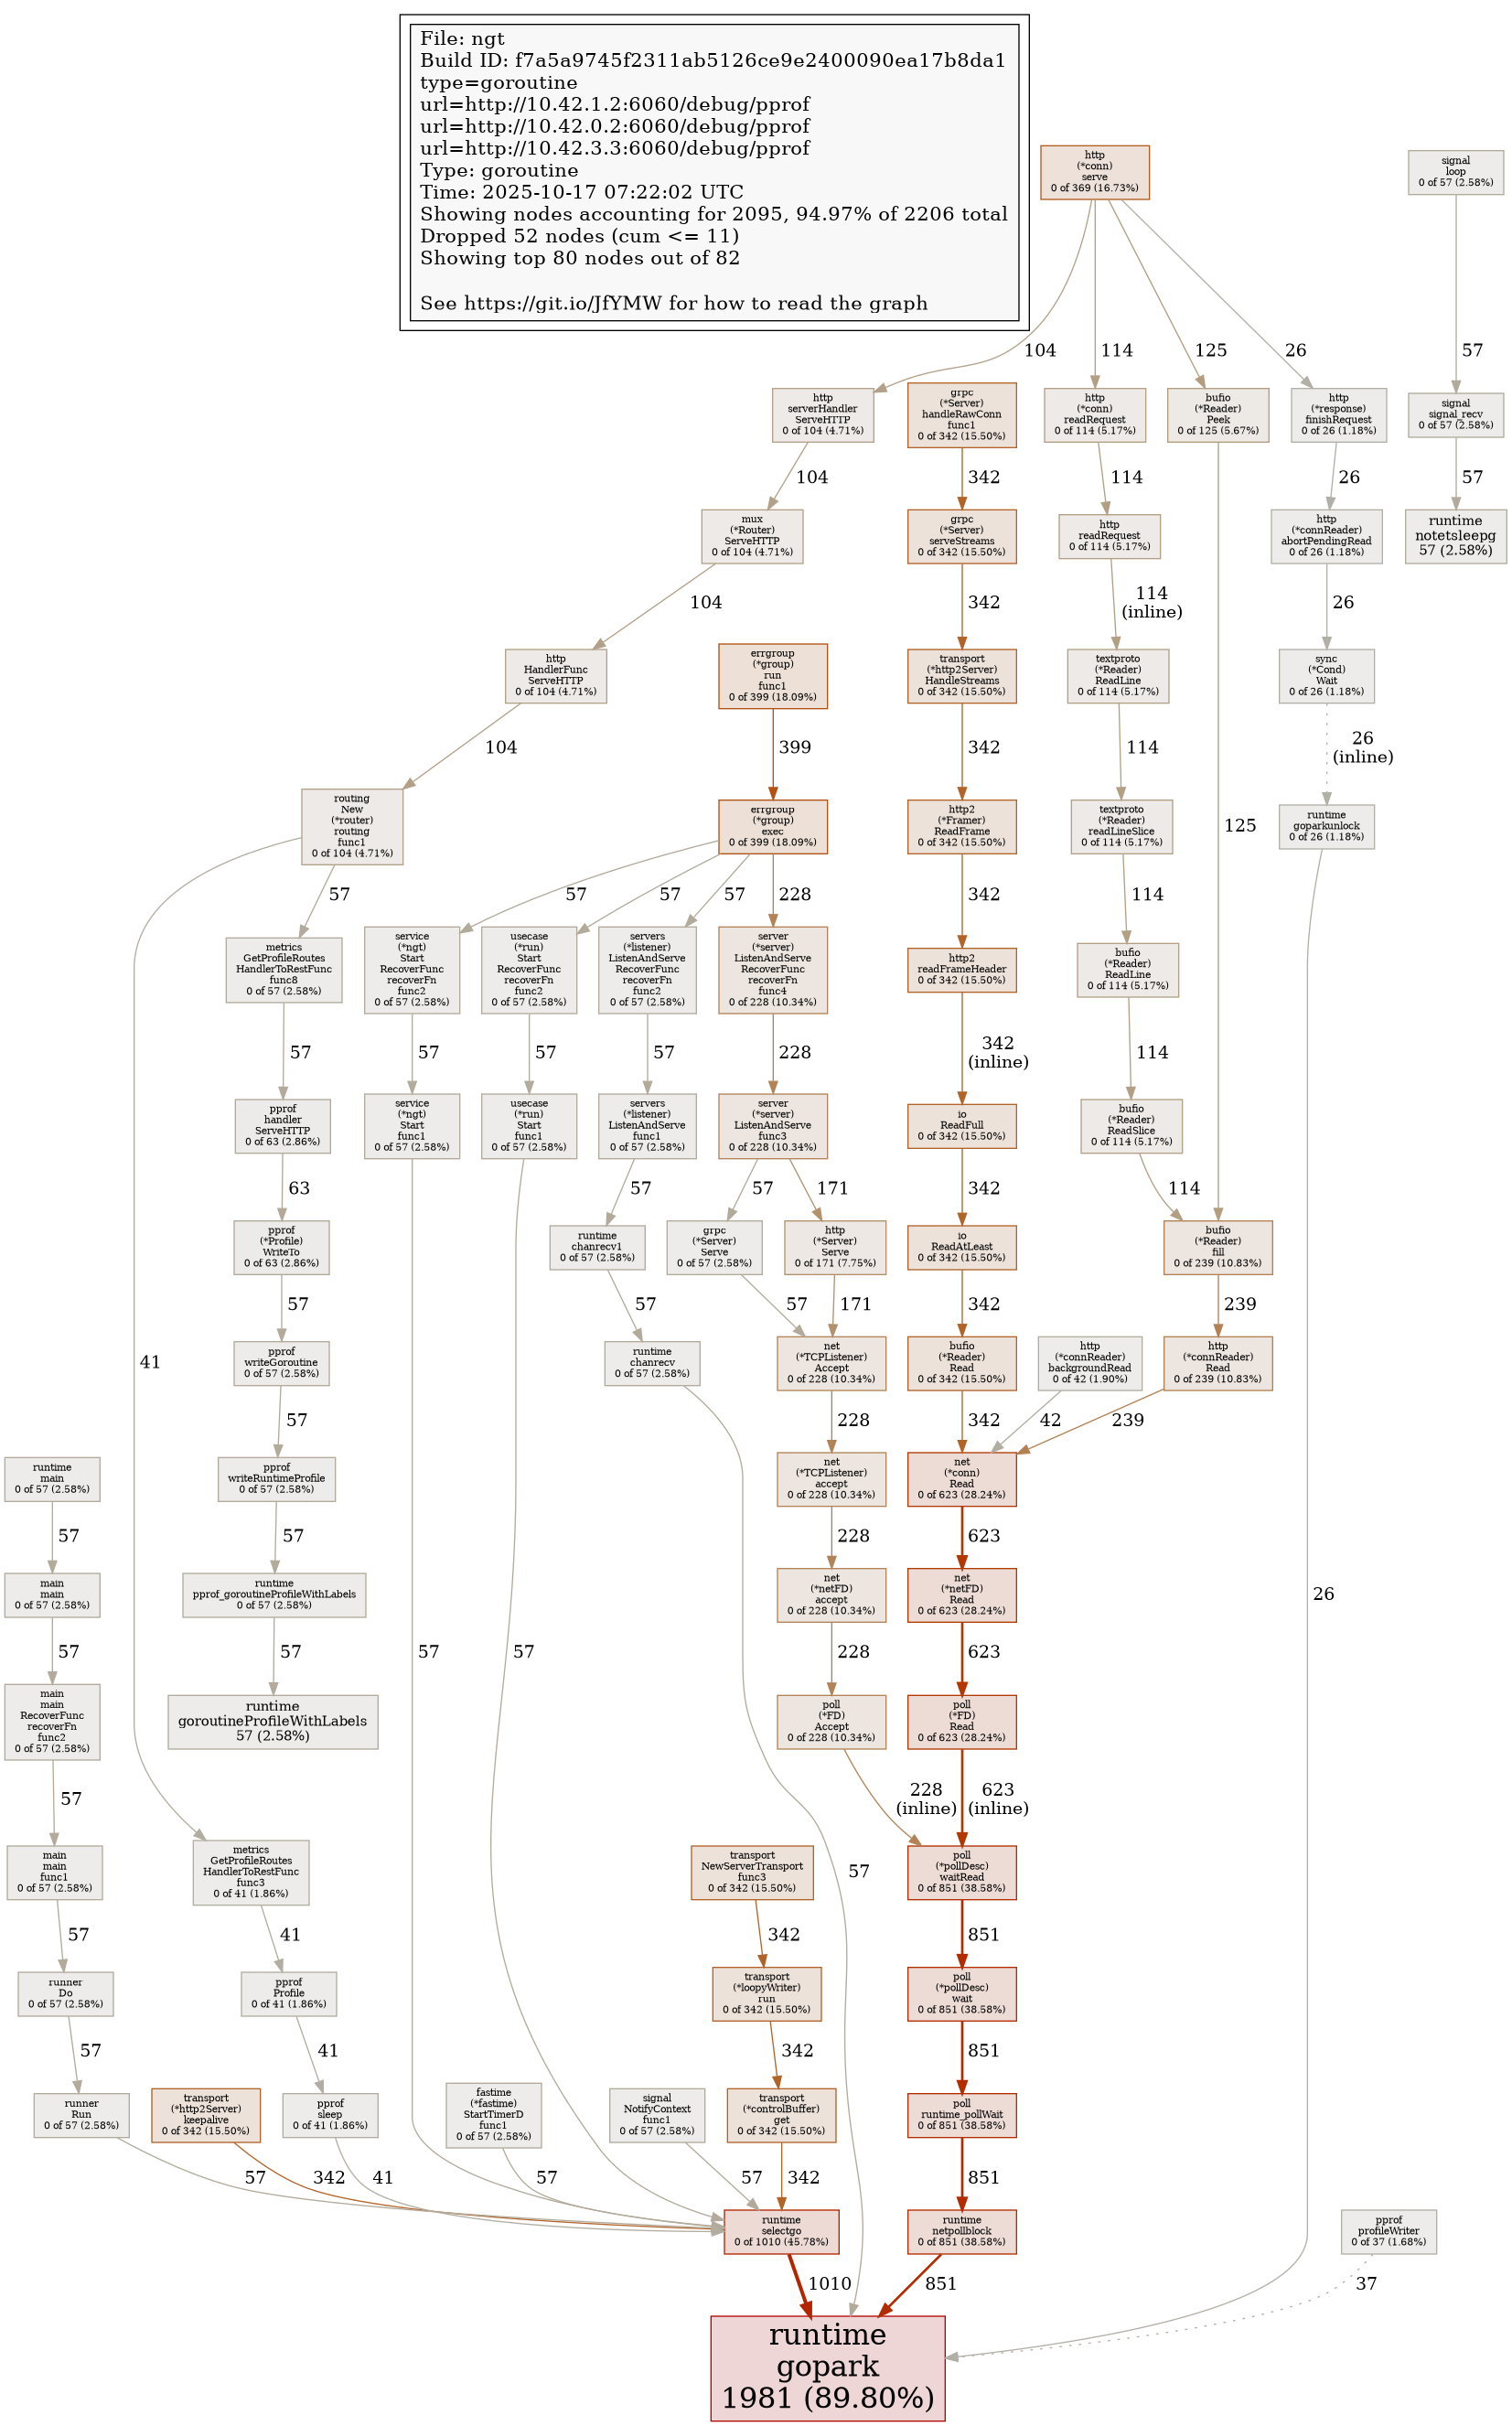 File: ngt
Build ID: f7a5a9745f2311ab5126ce9e2400090ea17b8da1
type=goroutine
url=http://10.42.1.2:6060/debug/pprof
url=http://10.42.0.2:6060/debug/pprof
url=http://10.42.3.3:6060/debug/pprof
Type: goroutine
Time: 2025-10-17 07:22:02 UTC
Showing nodes accounting for 2095, 94.97% of 2206 total
Dropped 52 nodes (cum <= 11)
Showing top 80 nodes out of 82
See https://git.io/JfYMW for how to read the graph
http
(*conn)
serve
0 of 369 (16.73%)
signal
loop
0 of 57 (2.58%)
104
114
125
26
57
http
serverHandler
ServeHTTP
0 of 104 (4.71%)
grpc
(*Server)
handleRawConn
func1
0 of 342 (15.50%)
http
(*conn)
readRequest
0 of 114 (5.17%)
bufio
(*Reader)
Peek
0 of 125 (5.67%)
http
(*response)
finishRequest
0 of 26 (1.18%)
signal
signal_recv
0 of 57 (2.58%)
104
342
114
26
57
mux
(*Router)
ServeHTTP
0 of 104 (4.71%)
grpc
(*Server)
serveStreams
0 of 342 (15.50%)
http
readRequest
0 of 114 (5.17%)
http
(*connReader)
abortPendingRead
0 of 26 (1.18%)
runtime
notetsleepg
57 (2.58%)
104
342
114
(inline)
26
http
HandlerFunc
ServeHTTP
0 of 104 (4.71%)
errgroup
(*group)
run
func1
0 of 399 (18.09%)
transport
(*http2Server)
HandleStreams
0 of 342 (15.50%)
textproto
(*Reader)
ReadLine
0 of 114 (5.17%)
sync
(*Cond)
Wait
0 of 26 (1.18%)
104
399
342
114
26
(inline)
routing
New
(*router)
routing
func1
0 of 104 (4.71%)
errgroup
(*group)
exec
0 of 399 (18.09%)
http2
(*Framer)
ReadFrame
0 of 342 (15.50%)
textproto
(*Reader)
readLineSlice
0 of 114 (5.17%)
125
runtime
goparkunlock
0 of 26 (1.18%)
57
57
57
57
228
342
114
metrics
GetProfileRoutes
HandlerToRestFunc
func8
0 of 57 (2.58%)
service
(*ngt)
Start
RecoverFunc
recoverFn
func2
0 of 57 (2.58%)
usecase
(*run)
Start
RecoverFunc
recoverFn
func2
0 of 57 (2.58%)
servers
(*listener)
ListenAndServe
RecoverFunc
recoverFn
func2
0 of 57 (2.58%)
server
(*server)
ListenAndServe
RecoverFunc
recoverFn
func4
0 of 228 (10.34%)
http2
readFrameHeader
0 of 342 (15.50%)
bufio
(*Reader)
ReadLine
0 of 114 (5.17%)
57
57
57
57
228
342
(inline)
114
pprof
handler
ServeHTTP
0 of 63 (2.86%)
service
(*ngt)
Start
func1
0 of 57 (2.58%)
usecase
(*run)
Start
func1
0 of 57 (2.58%)
servers
(*listener)
ListenAndServe
func1
0 of 57 (2.58%)
server
(*server)
ListenAndServe
func3
0 of 228 (10.34%)
io
ReadFull
0 of 342 (15.50%)
bufio
(*Reader)
ReadSlice
0 of 114 (5.17%)
63
57
57
171
342
114
pprof
(*Profile)
WriteTo
0 of 63 (2.86%)
runtime
chanrecv1
0 of 57 (2.58%)
grpc
(*Server)
Serve
0 of 57 (2.58%)
http
(*Server)
Serve
0 of 171 (7.75%)
io
ReadAtLeast
0 of 342 (15.50%)
bufio
(*Reader)
fill
0 of 239 (10.83%)
57
57
57
171
342
239
41
pprof
writeGoroutine
0 of 57 (2.58%)
runtime
chanrecv
0 of 57 (2.58%)
net
(*TCPListener)
Accept
0 of 228 (10.34%)
bufio
(*Reader)
Read
0 of 342 (15.50%)
http
(*connReader)
backgroundRead
0 of 42 (1.90%)
http
(*connReader)
Read
0 of 239 (10.83%)
57
228
342
42
239
runtime
main
0 of 57 (2.58%)
pprof
writeRuntimeProfile
0 of 57 (2.58%)
net
(*TCPListener)
accept
0 of 228 (10.34%)
net
(*conn)
Read
0 of 623 (28.24%)
57
57
228
623
main
main
0 of 57 (2.58%)
runtime
pprof_goroutineProfileWithLabels
0 of 57 (2.58%)
net
(*netFD)
accept
0 of 228 (10.34%)
net
(*netFD)
Read
0 of 623 (28.24%)
26
57
57
57
57
228
623
main
main
RecoverFunc
recoverFn
func2
0 of 57 (2.58%)
runtime
goroutineProfileWithLabels
57 (2.58%)
poll
(*FD)
Accept
0 of 228 (10.34%)
poll
(*FD)
Read
0 of 623 (28.24%)
57
228
(inline)
623
(inline)
main
main
func1
0 of 57 (2.58%)
metrics
GetProfileRoutes
HandlerToRestFunc
func3
0 of 41 (1.86%)
transport
NewServerTransport
func3
0 of 342 (15.50%)
57
poll
(*pollDesc)
waitRead
0 of 851 (38.58%)
57
41
342
851
runner
Do
0 of 57 (2.58%)
pprof
Profile
0 of 41 (1.86%)
transport
(*loopyWriter)
run
0 of 342 (15.50%)
poll
(*pollDesc)
wait
0 of 851 (38.58%)
57
41
342
851
runner
Run
0 of 57 (2.58%)
transport
(*http2Server)
keepalive
0 of 342 (15.50%)
pprof
sleep
0 of 41 (1.86%)
fastime
(*fastime)
StartTimerD
func1
0 of 57 (2.58%)
signal
NotifyContext
func1
0 of 57 (2.58%)
transport
(*controlBuffer)
get
0 of 342 (15.50%)
poll
runtime_pollWait
0 of 851 (38.58%)
57
342
41
57
57
342
851
runtime
selectgo
0 of 1010 (45.78%)
runtime
netpollblock
0 of 851 (38.58%)
pprof
profileWriter
0 of 37 (1.68%)
1010
851
37
runtime
gopark
1981 (89.80%)